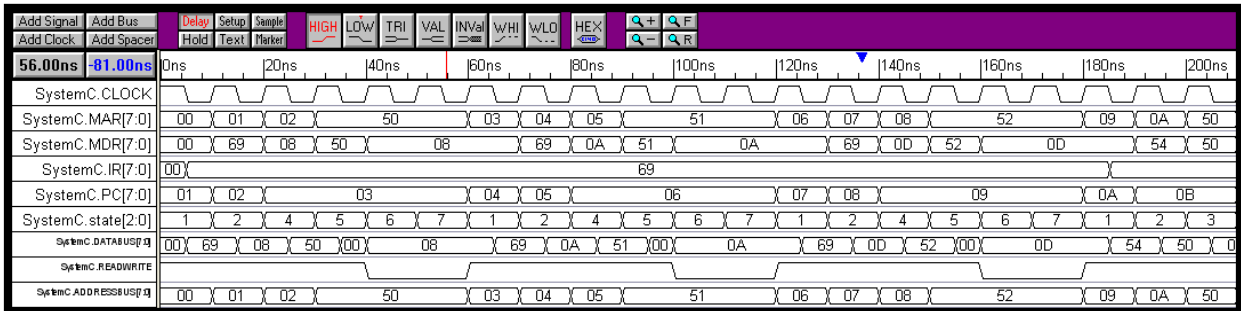 Add Signal Add Bus Delay Setup Sample HIGH LOW TRI VAL INVal WHI WLO HEX + F
Add Clock Add Spacer Hold Text Marker - R
56.00ns -81.00ns 0ns 20ns 40ns 60ns 80ns 100ns 120ns 140ns 160ns 180ns 200ns
SystemC.CLOCK
SystemC.MAR[7:0] 00 01 02 50 03 04 05 51 06 07 08 52 09 0A 50
SystemC.MDR[7:0] 00 69 08 50 08 69 0A 51 0A 69 0D 52 0D 54 50
SystemC.IR[7:0] 00 69
SystemC.PC[7:0] 01 02 03 04 05 06 07 08 09 0A 0B
SystemC.state[2:0] 1 2 4 5 6 7 1 2 4 5 6 7 1 2 4 5 6 7 1 2 3
SystemC.DATABUS[7:0] 00 69 08 50 00 08 69 0A 51 00 0A 69 0D 52 00 0D 54 50 0
SystemC.READWRITE
SystemC.ADDRESSBUS[7:0] 00 01 02 50 03 04 05 51 06 07 08 52 09 0A 50